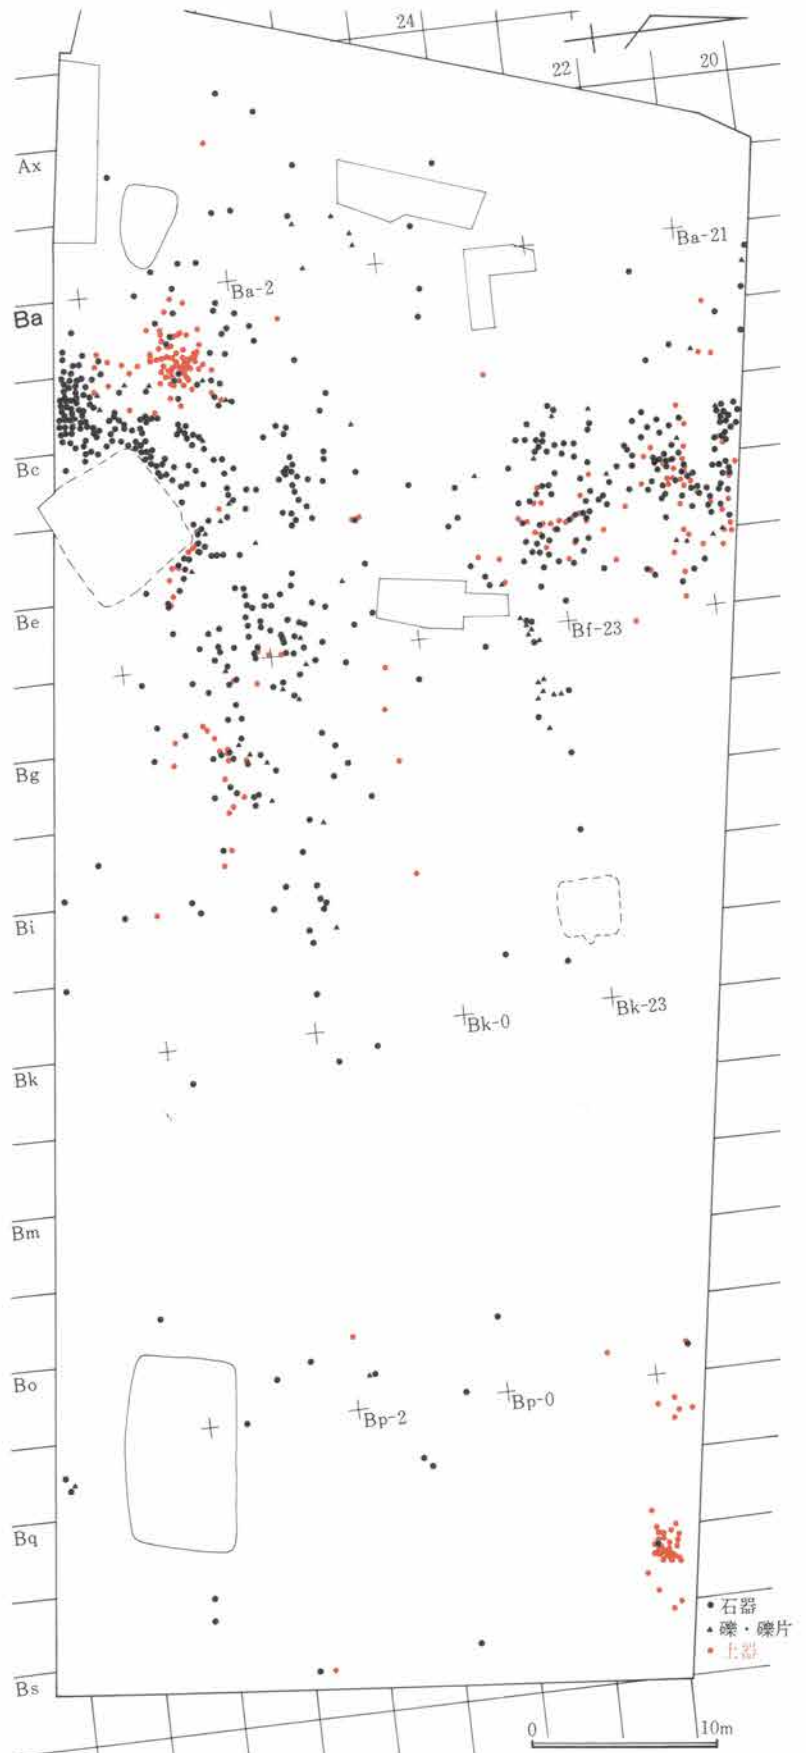 24
22
20
Ax
Ba-21
Ba-2
Ba
Bc
Be
Bf-23
Bg
Bi
Bk-23
Bk-0
Bk
Bm
Bo
Bp-0
Bp-2
Bq
石器
礫・礫片
土器
Bs
0 10m